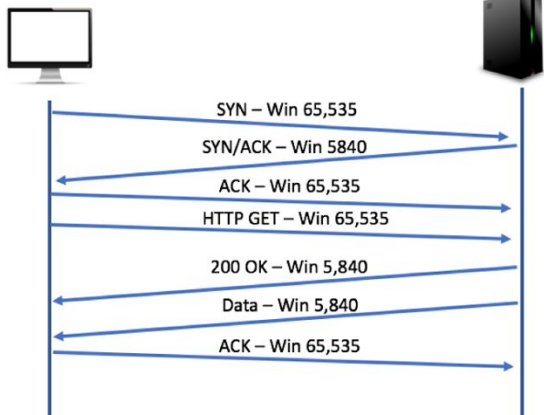 SYN – Win 65,535
SYN/ACK – Win 5840
ACK – Win 65,535
HTTP GET – Win 65,535
200 OK – Win 5,840
Data – Win 5,840
ACK – Win 65,535